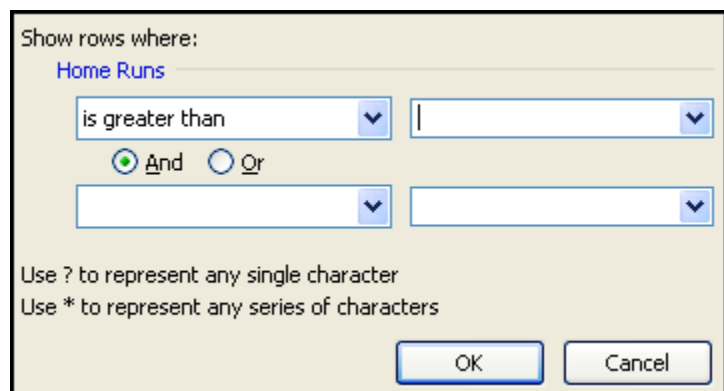 Show rows where:
Home Runs
is greater than
And Or
Use ? to represent any single character
Use * to represent any series of characters
OK Cancel